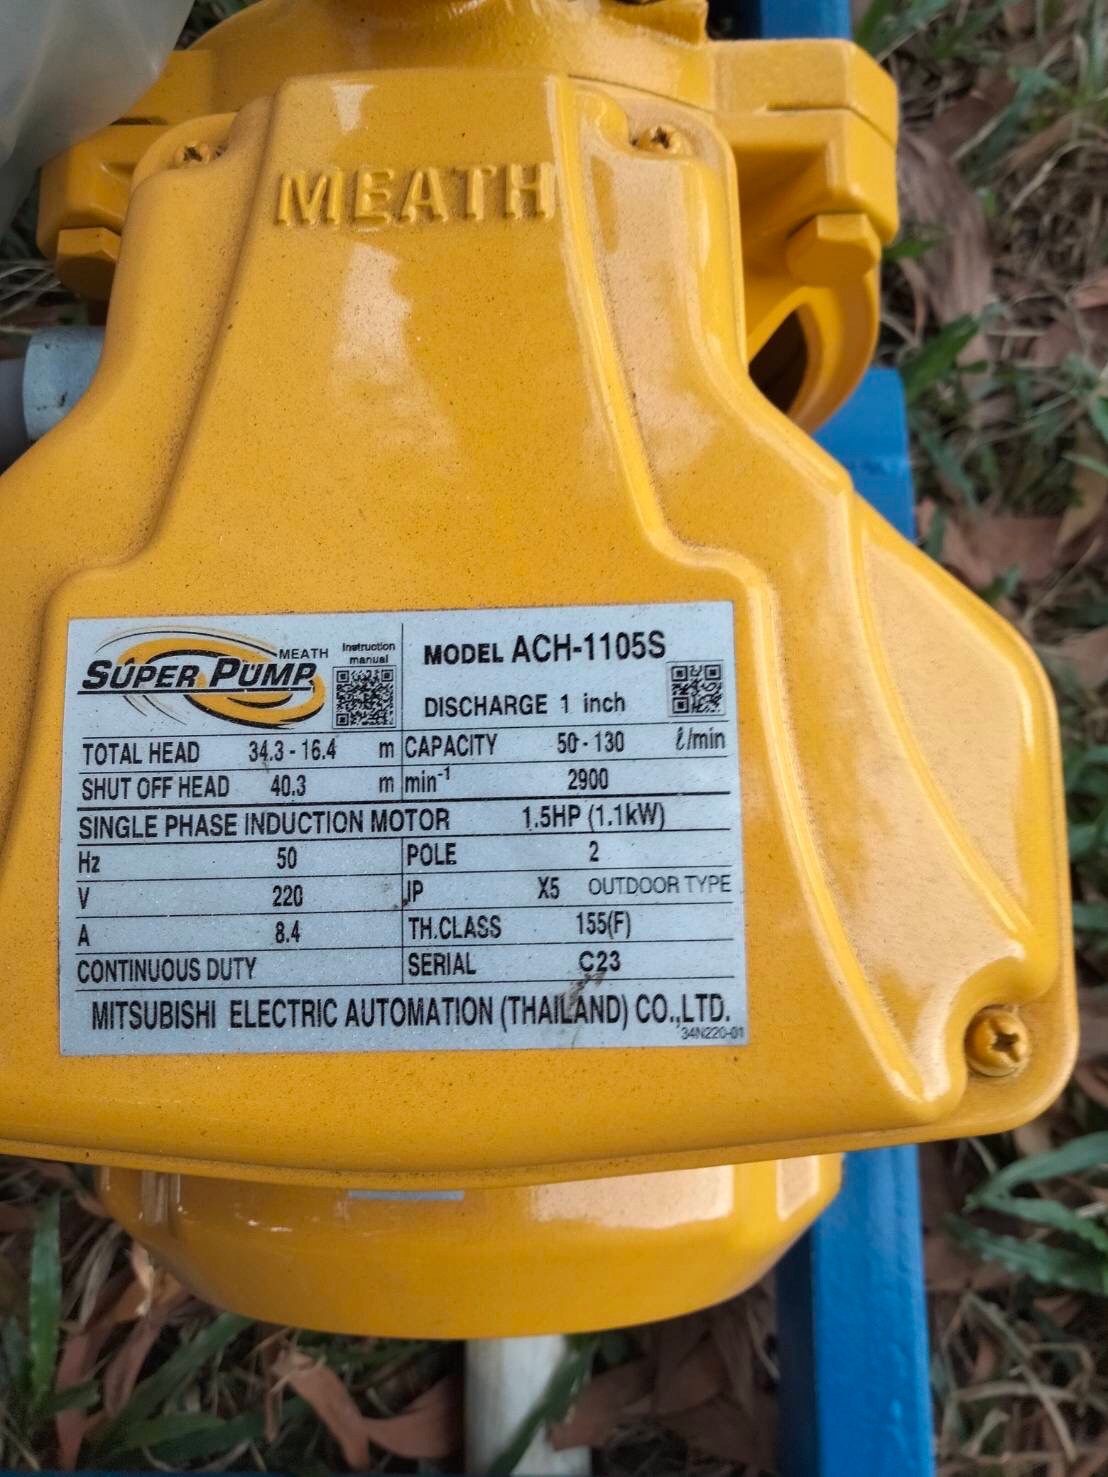 MEATH
SUPER PUMP MEATH
Instruction
manual
MODEL ACH-1105S
DISCHARGE 1 inch
TOTAL HEAD 34.3 - 16.4 m CAPACITY 50 - 130 ℓ/min
SHUT OFF HEAD 40.3 m min⁻¹ 2900
SINGLE PHASE INDUCTION MOTOR 1.5HP (1.1kW)
Hz 50 POLE 2
V 220 IP X5 OUTDOOR TYPE
A 8.4 TH.CLASS 155(F)
CONTINUOUS DUTY SERIAL C23
MITSUBISHI ELECTRIC AUTOMATION (THAILAND) CO.,LTD.
34N220-01